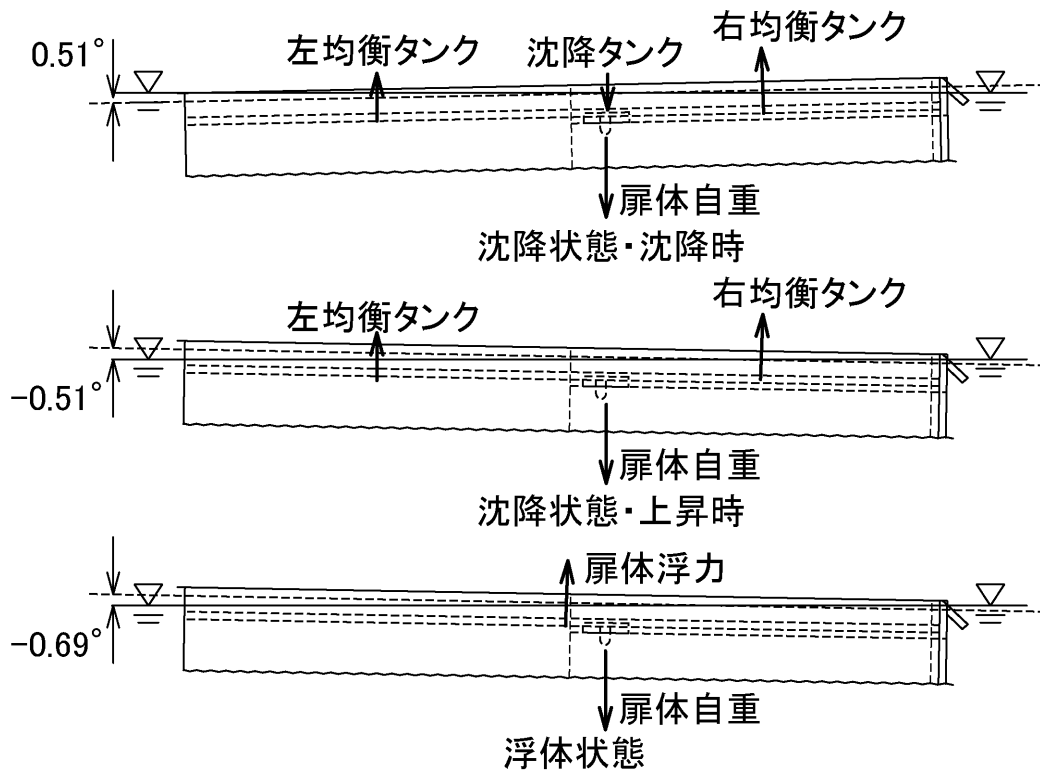 0.51°
左均衡タンク
沈降タンク
右均衡タンク
扉体自重
沈降状態・沈降時
-0.51°
左均衡タンク
右均衡タンク
扉体自重
沈降状態・上昇時
-0.69°
扉体浮力
扉体自重
浮体状態